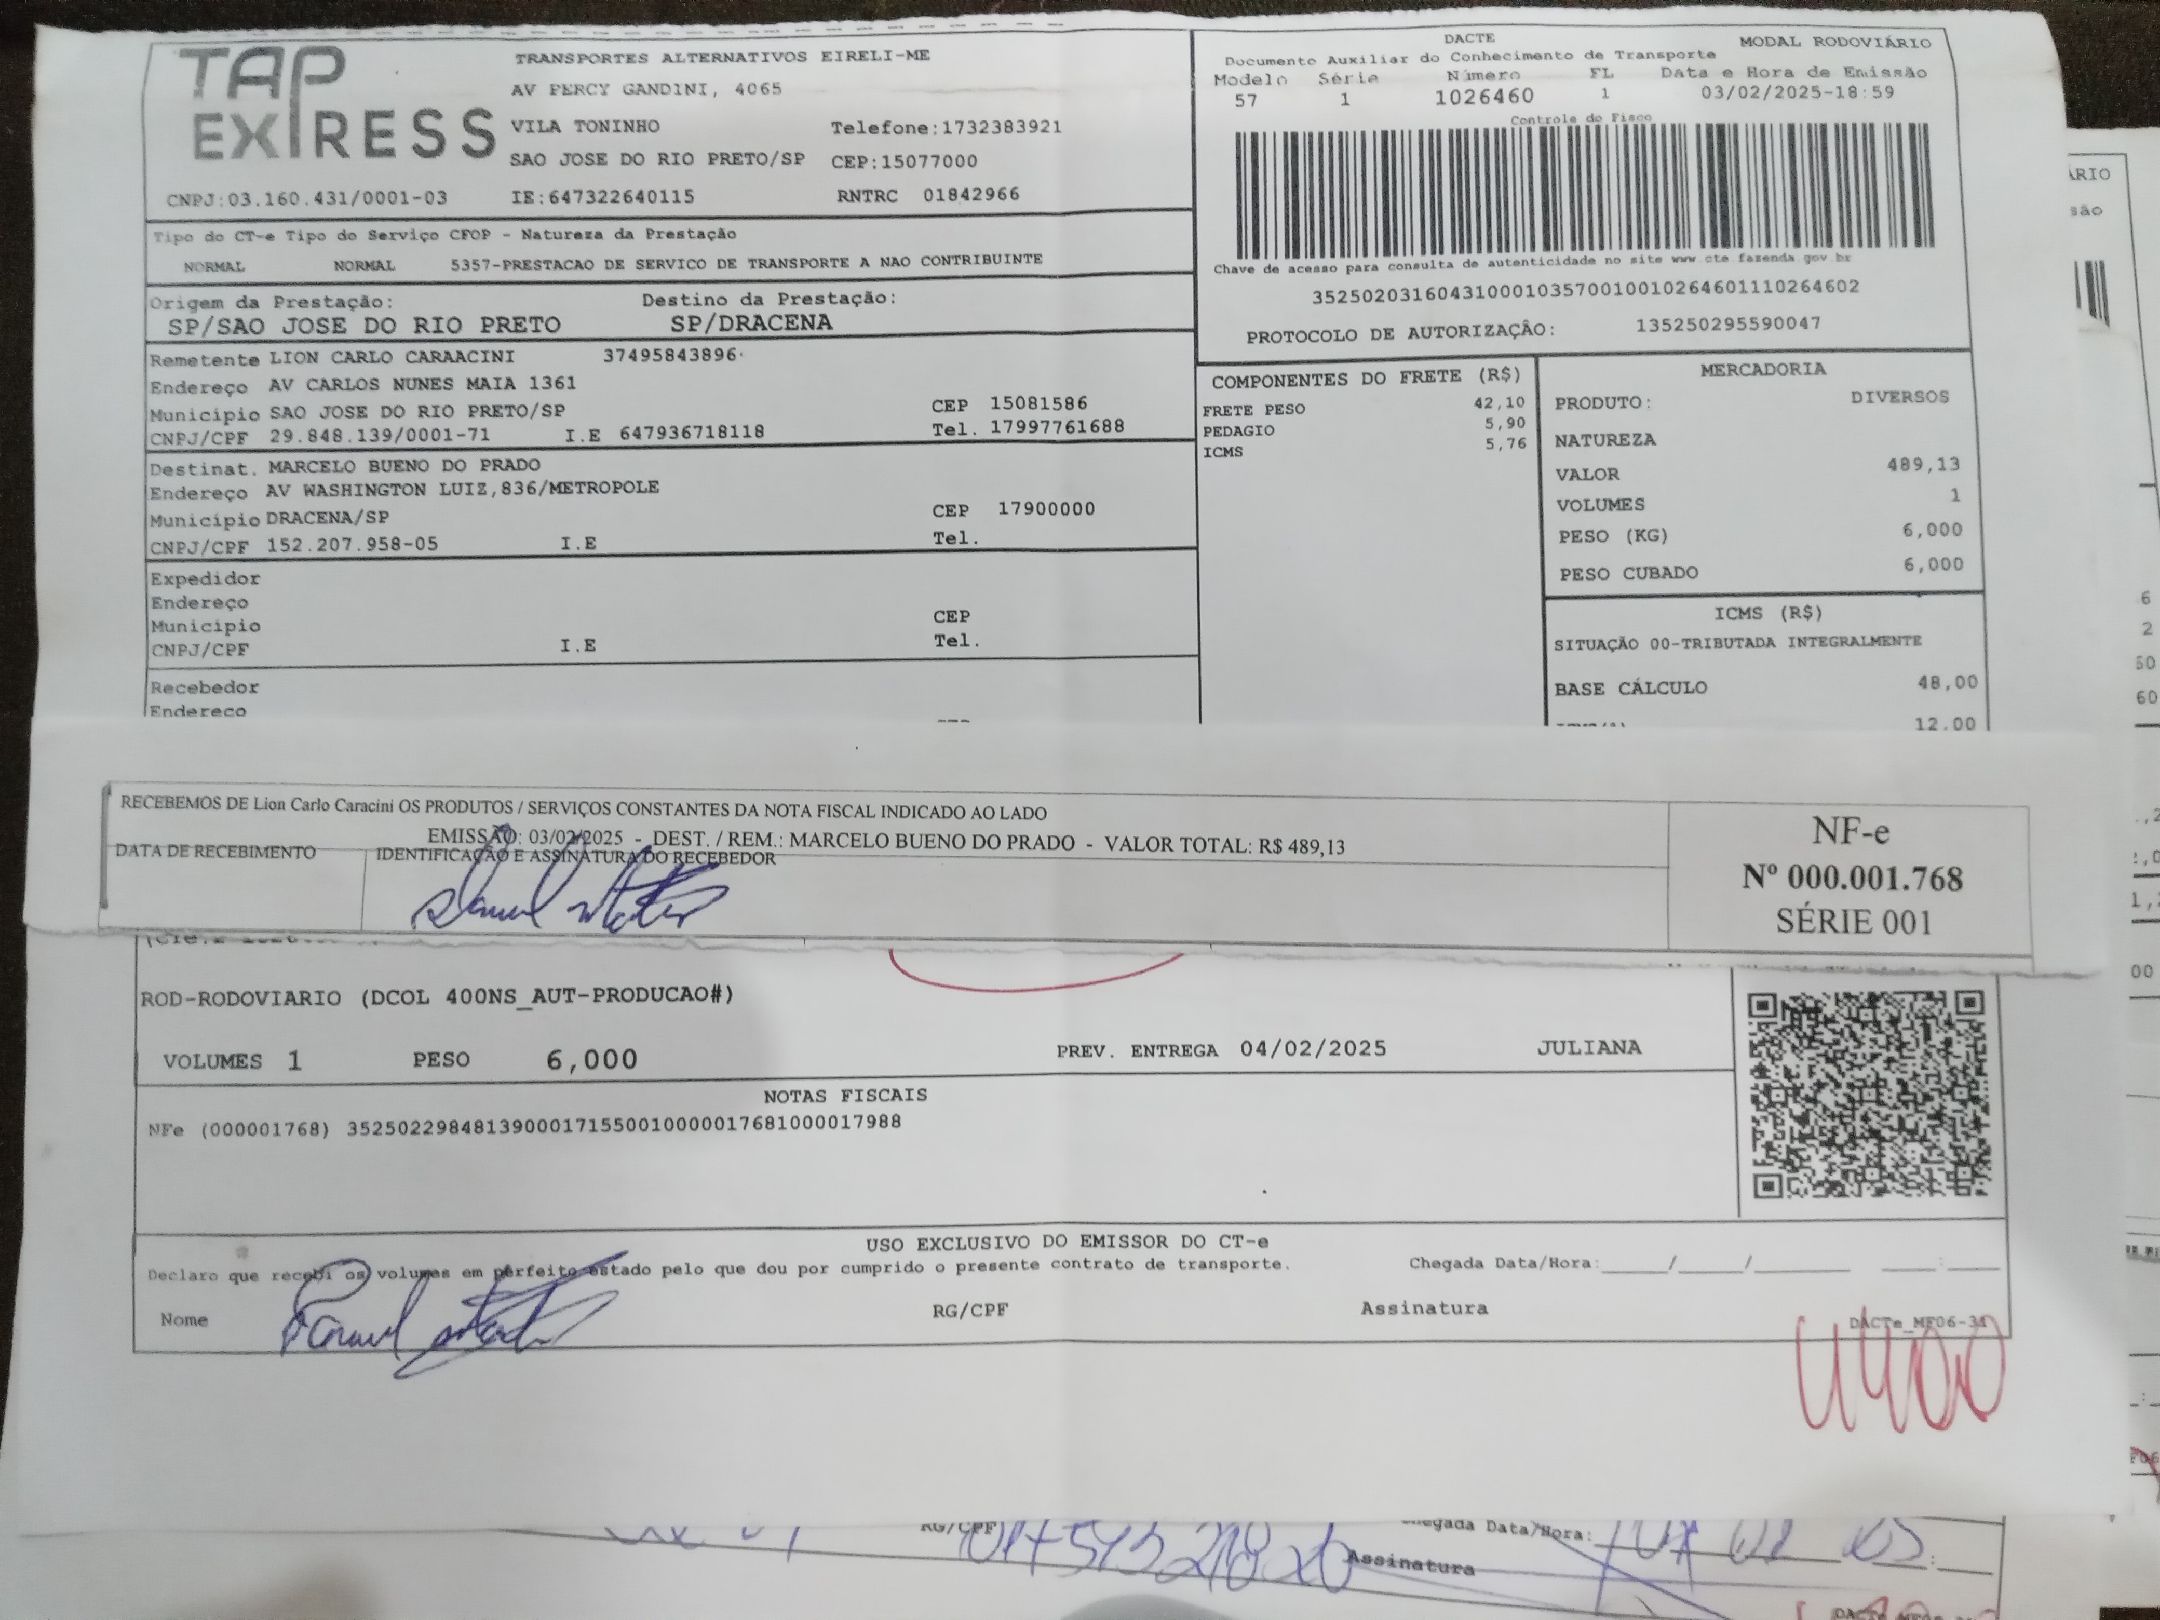 TAP EXPRESS
TRANSPORTES ALTERNATIVOS EIRELI-ME
AV PERCY GANDINI, 4065
VILA TONINHO Telefone:1732383921
SAO JOSE DO RIO PRETO/SP CEP:15077000
CNPJ:03.160.431/0001-03 IE:647322640115 RNTRC 01842966
DACTE MODAL RODOVIÁRIO
Documento Auxiliar do Conhecimento de Transporte
Modelo Série Número FL Data e Hora de Emissão
57 1 1026460 1 03/02/2025-18:59
Controle do Fisco
Chave de acesso para consulta de autenticidade no site www.cte.fazenda.gov.br
35250203160431000103570010010264601110264602
PROTOCOLO DE AUTORIZAÇÃO: 135250295590047
Tipo do CT-e Tipo do Serviço CFOP - Natureza da Prestação
NORMAL NORMAL 5357-PRESTACAO DE SERVICO DE TRANSPORTE A NAO CONTRIBUINTE
Origem da Prestação: Destino da Prestação:
SP/SAO JOSE DO RIO PRETO SP/DRACENA
Remetente LION CARLO CARAACINI 37495843896
Endereço AV CARLOS NUNES MAIA 1361
Município SAO JOSE DO RIO PRETO/SP CEP 15081586
CNPJ/CPF 29.848.139/0001-71 I.E 647936718118 Tel. 17997761688
Destinat. MARCELO BUENO DO PRADO
Endereço AV WASHINGTON LUIZ,836/METROPOLE
Município DRACENA/SP CEP 17900000
CNPJ/CPF 152.207.958-05 I.E Tel.
Expedidor
Endereço
Município CEP
CNPJ/CPF I.E Tel.
Recebedor
Endereço
COMPONENTES DO FRETE (R$)
FRETE PESO 42,10
PEDAGIO 5,90
ICMS 5,76
MERCADORIA
PRODUTO: DIVERSOS
NATUREZA
VALOR 489,13
VOLUMES 1
PESO (KG) 6,000
PESO CUBADO 6,000
ICMS (R$)
SITUAÇÃO 00-TRIBUTADA INTEGRALMENTE
BASE CÁLCULO 48,00
12.00
RECEBEMOS DE Lion Carlo Caracini OS PRODUTOS / SERVIÇOS CONSTANTES DA NOTA FISCAL INDICADO AO LADO
EMISSÃO: 03/02/2025 - DEST. / REM.: MARCELO BUENO DO PRADO - VALOR TOTAL: R$ 489,13
DATA DE RECEBIMENTO IDENTIFICAÇÃO E ASSINATURA DO RECEBEDOR
NF-e
Nº 000.001.768
SÉRIE 001
ROD-RODOVIARIO (DCOL 400NS_AUT-PRODUCAO#)
VOLUMES 1 PESO 6,000 PREV. ENTREGA 04/02/2025 JULIANA
NOTAS FISCAIS
NFe (000001768) 35250229848139000171550010000017681000017988
USO EXCLUSIVO DO EMISSOR DO CT-e
Declaro que recebi os volumes em perfeito estado pelo que dou por cumprido o presente contrato de transporte. Chegada Data/Hora:____/____/____ ____:____
Nome RG/CPF Assinatura
DACTe_MF06-34
RG/CPF Chegada Data/Hora:
Assinatura